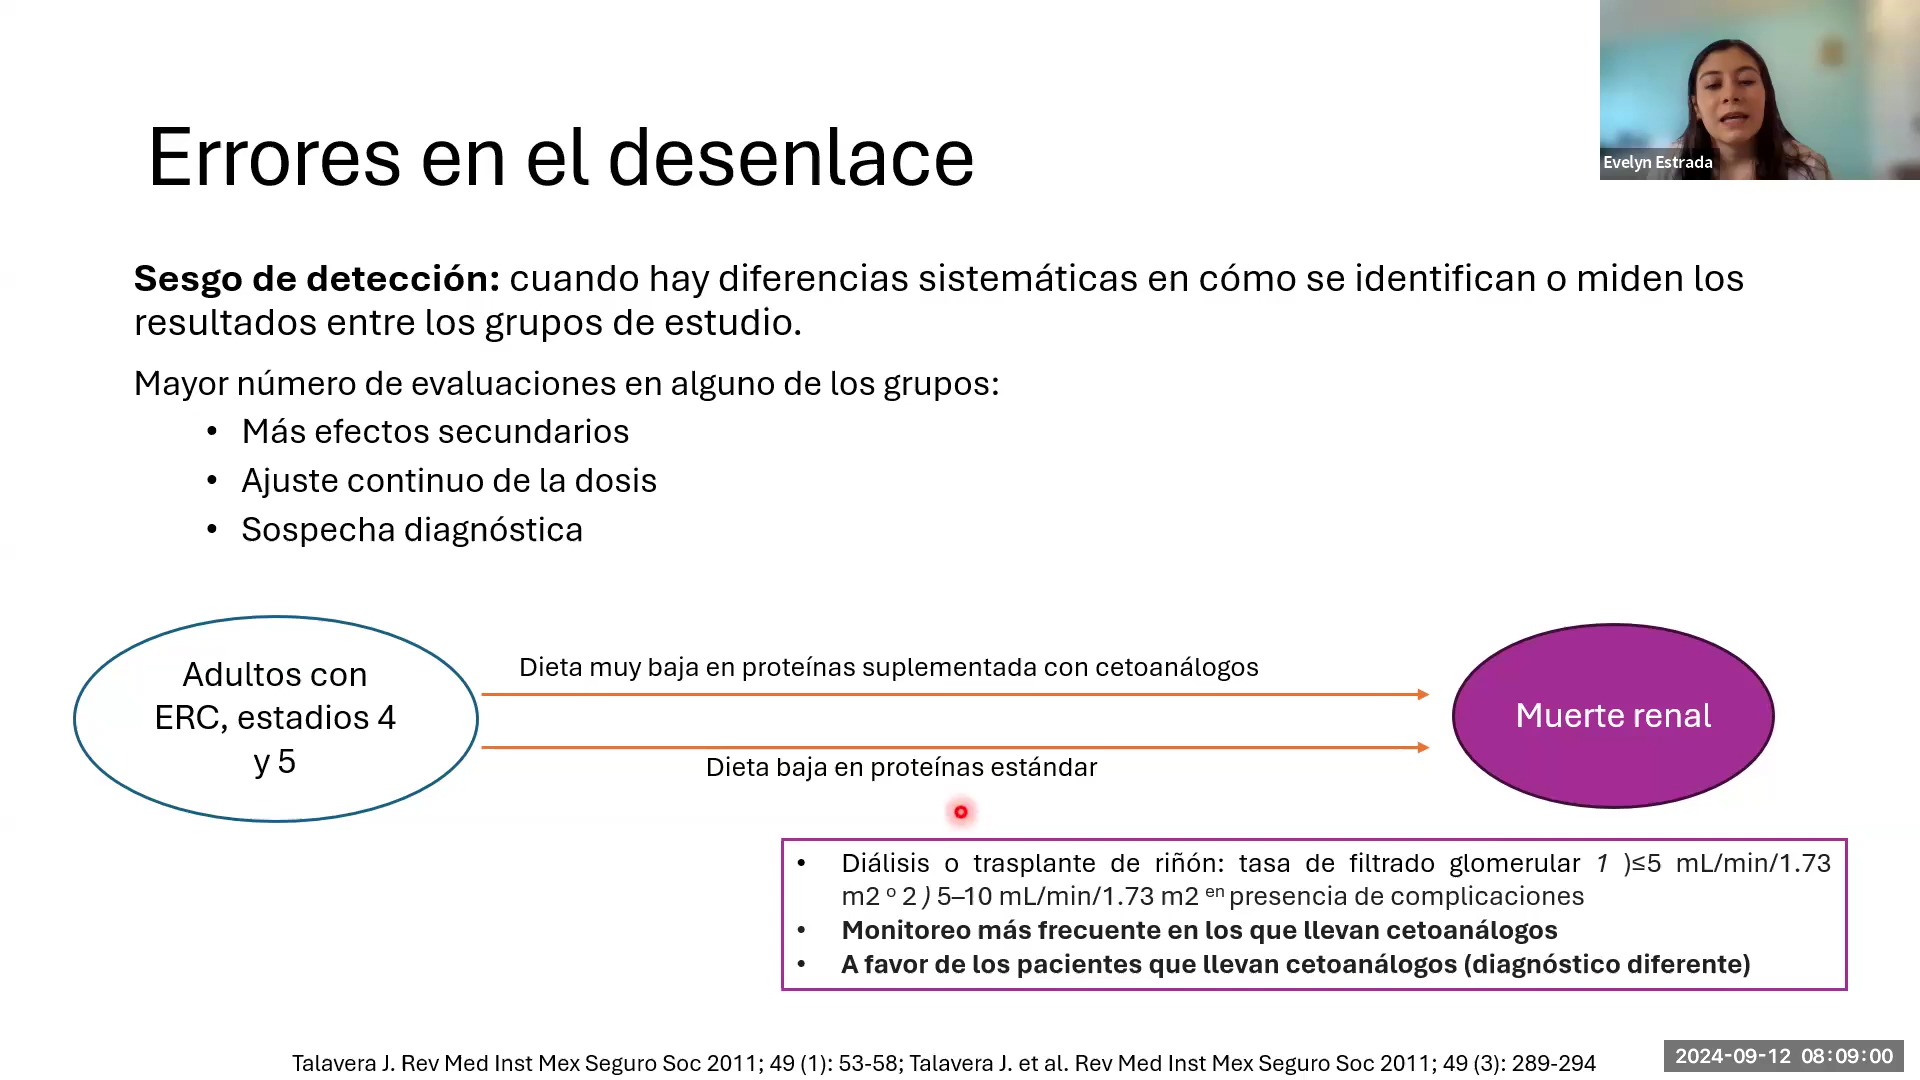 Evelyn Estrada
Errores en el desenlace
Sesgo de detección: cuando hay diferencias sistemáticas en cómo se identifican o miden los
resultados entre los grupos de estudio.
Mayor número de evaluaciones en alguno de los grupos:
• Más efectos secundarios
• Ajuste continuo de la dosis
• Sospecha diagnóstica
Adultos con
ERC, estadios 4
y 5
Dieta muy baja en proteínas suplementada con cetoanálogos
Dieta baja en proteínas estándar
Muerte renal
• Diálisis o trasplante de riñón: tasa de filtrado glomerular 1 )≤5 mL/min/1.73
m2 o 2 ) 5–10 mL/min/1.73 m2 en presencia de complicaciones
• Monitoreo más frecuente en los que llevan cetoanálogos
• A favor de los pacientes que llevan cetoanálogos (diagnóstico diferente)
Talavera J. Rev Med Inst Mex Seguro Soc 2011; 49 (1): 53-58; Talavera J. et al. Rev Med Inst Mex Seguro Soc 2011; 49 (3): 289-294
2024-09-12 08:09:00